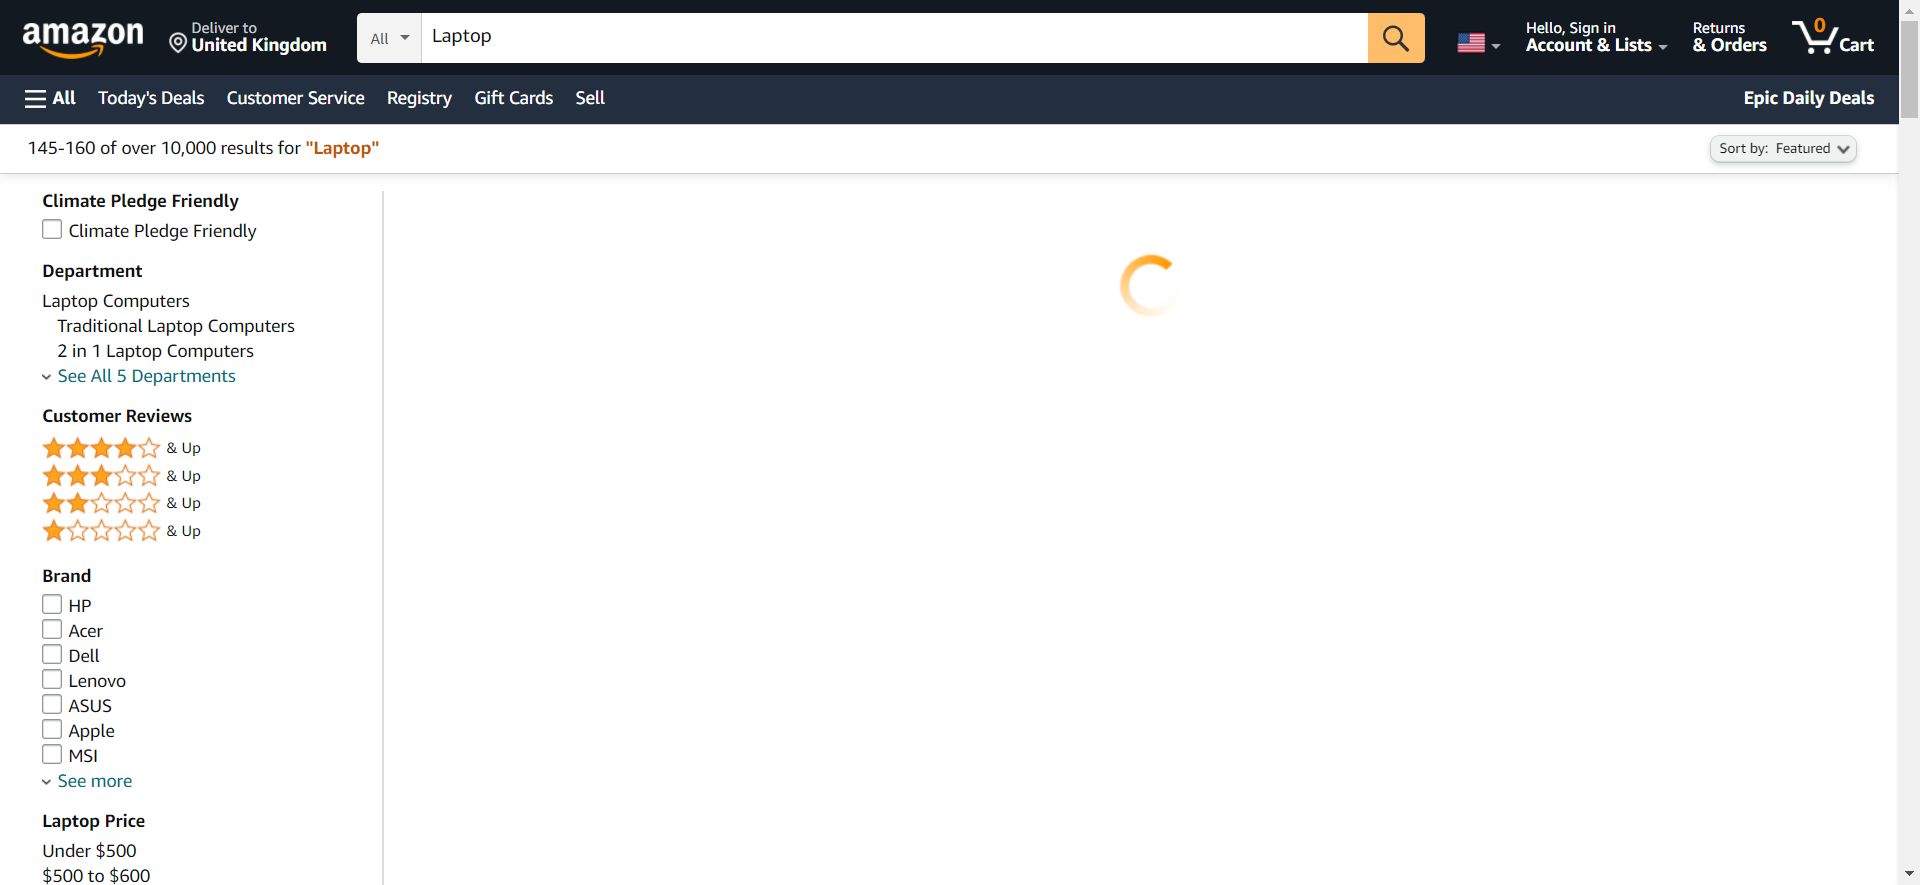 amazon
Deliver to
United Kingdom
All
Laptop
Hello, Sign in
Account & Lists
Returns
& Orders
0
Cart
All
Today's Deals
Customer Service
Registry
Gift Cards
Sell
Epic Daily Deals
145-160 of over 10,000 results for "Laptop"
Sort by: Featured
Climate Pledge Friendly
Climate Pledge Friendly
Department
Laptop Computers
Traditional Laptop Computers
2 in 1 Laptop Computers
See All 5 Departments
Customer Reviews
& Up
& Up
& Up
& Up
Brand
HP
Acer
Dell
Lenovo
ASUS
Apple
MSI
See more
Laptop Price
Under $500
$500 to $600